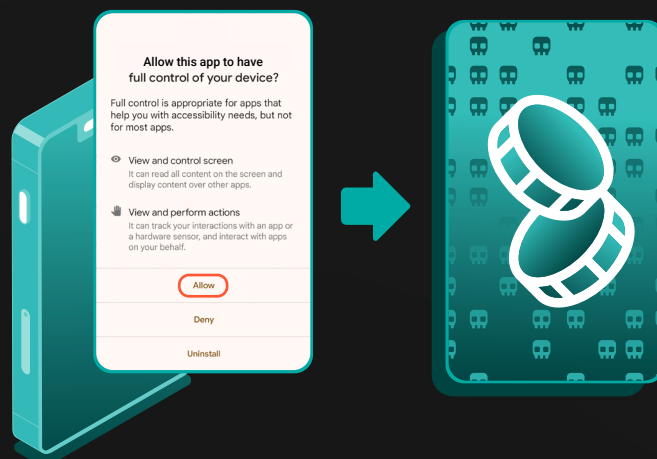 Allow this app to have
full control of your device?
Full control is appropriate for apps that
help you with accessibility needs, but not
for most apps.
View and control screen
It can read all content on the screen and
display content over other apps.
View and perform actions
It can track your interactions with an app or
a hardware sensor, and interact with apps
on your behalf.
Allow
Deny
Uninstall